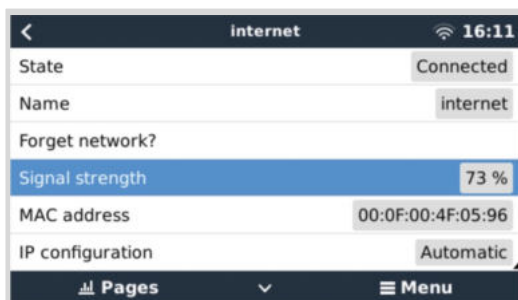 internet 16:11
State Connected
Name internet
Forget network?
Signal strength 73 %
MAC address 00:0F:00:4F:05:96
IP configuration Automatic
Pages Menu